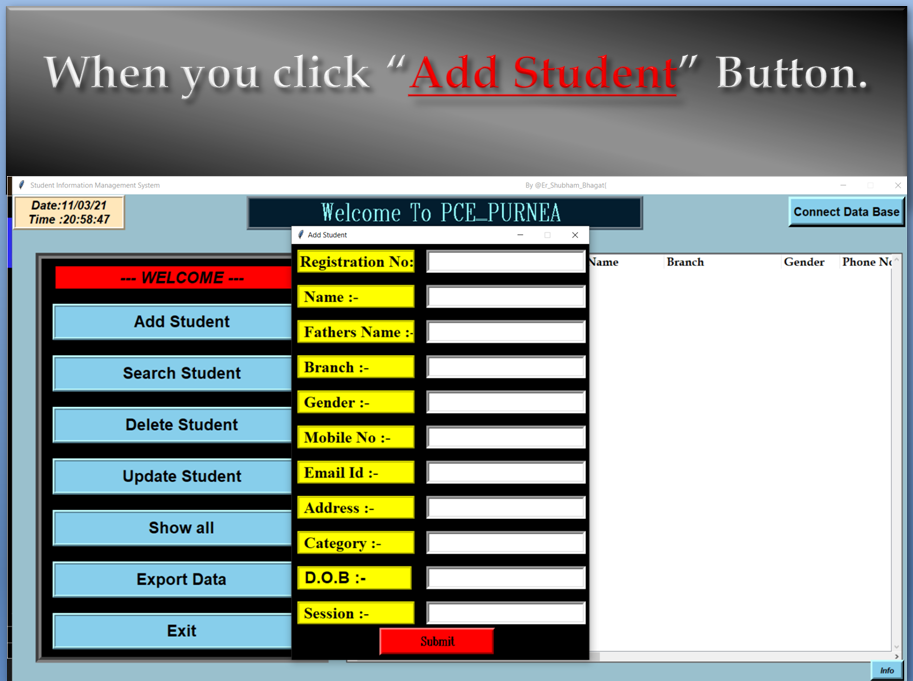 When you click “Add Student” Button.
Student Information Management System
By @Er_Shubham_Bhagat|
Date:11/03/21
Time :20:58:47
Welcome To PCE_PURNEA
Connect Data Base
Add Student
--- WELCOME ---
Add Student
Search Student
Delete Student
Update Student
Show all
Export Data
Exit
Registration No:
Name :-
Fathers Name :-
Branch :-
Gender :-
Mobile No :-
Email Id :-
Address :-
Category :-
D.O.B :-
Session :-
Submit
Name Branch Gender Phone No
Info